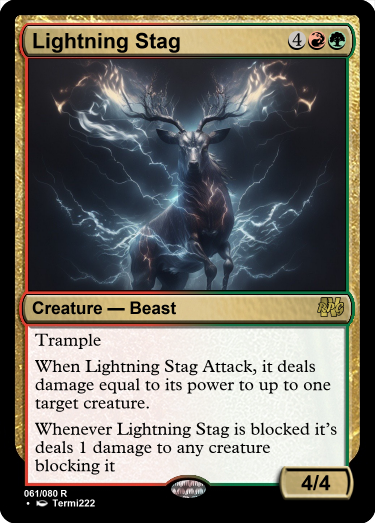 Lightning Stag 4
Creature — Beast
RPG
Trample
When Lightning Stag Attack, it deals
damage equal to its power to up to one
target creature.
Whenever Lightning Stag is blocked it's
deals 1 damage to any creature
blocking it
4/4
061/080 R
• Termi222